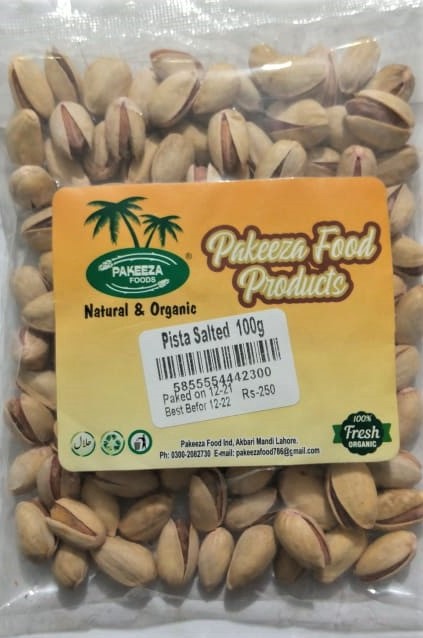 PAKEEZA
FOODS
®
Natural & Organic
Pakeeza Food
Products
Pista Salted 100g
5855554442300
Paked on 12-21
Best Befor 12-22 Rs-250
حلال
100%
Fresh
ORGANIC
Pakeeza Food Ind, Akbari Mandi Lahore.
Ph: 0300-2082730 E-mail: pakeezafood786@gmail.com